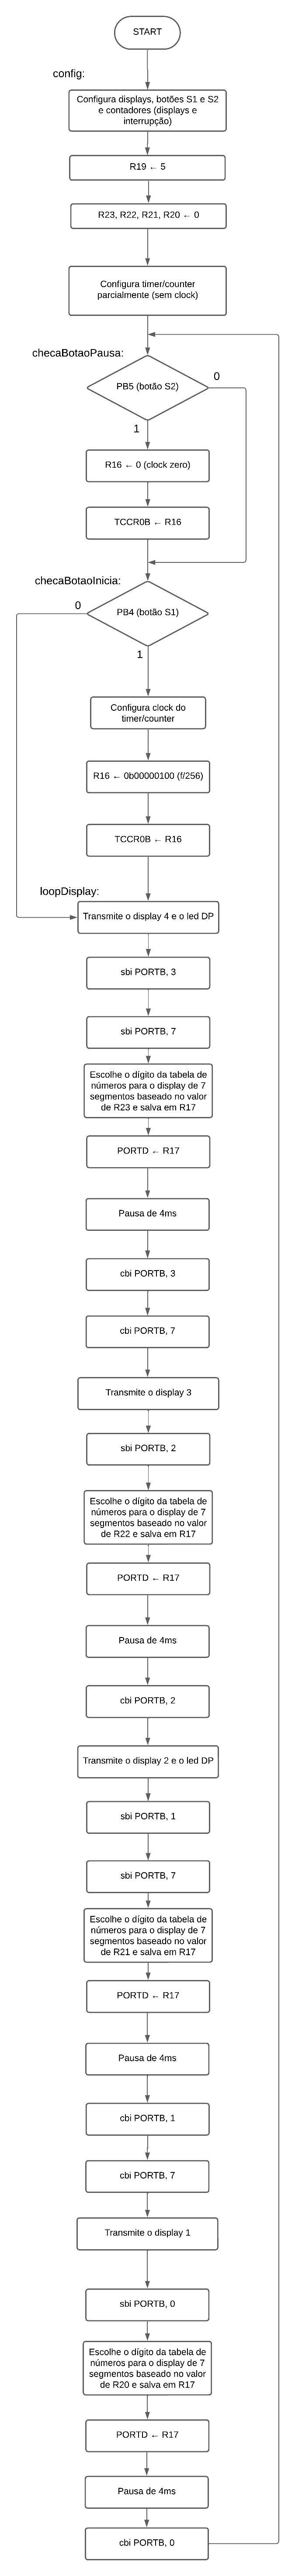 START
config:
Configura displays, botões S1 e S2
e contadores (displays e
interrupção)
R19 ← 5
R23, R22, R21, R20 ← 0
Configura timer/counter
parcialmente (sem clock)
checaBotaoPausa:
PB5 (botão S2)
0
1
R16 ← 0 (clock zero)
TCCR0B ← R16
checaBotaoInicia:
0
PB4 (botão S1)
1
Configura clock do
timer/counter
R16 ← 0b00000100 (f/256)
TCCR0B ← R16
loopDisplay:
Transmite o display 4 e o led DP
sbi PORTB, 3
sbi PORTB, 7
Escolhe o dígito da tabela de
números para o display de 7
segmentos baseado no valor
de R23 e salva em R17
PORTD ← R17
Pausa de 4ms
cbi PORTB, 3
cbi PORTB, 7
Transmite o display 3
sbi PORTB, 2
Escolhe o dígito da tabela de
números para o display de 7
segmentos baseado no valor
de R22 e salva em R17
PORTD ← R17
Pausa de 4ms
cbi PORTB, 2
Transmite o display 2 e o led DP
sbi PORTB, 1
sbi PORTB, 7
Escolhe o dígito da tabela de
números para o display de 7
segmentos baseado no valor
de R21 e salva em R17
PORTD ← R17
Pausa de 4ms
cbi PORTB, 1
cbi PORTB, 7
Transmite o display 1
sbi PORTB, 0
Escolhe o dígito da tabela de
números para o display de 7
segmentos baseado no valor
de R20 e salva em R17
PORTD ← R17
Pausa de 4ms
cbi PORTB, 0